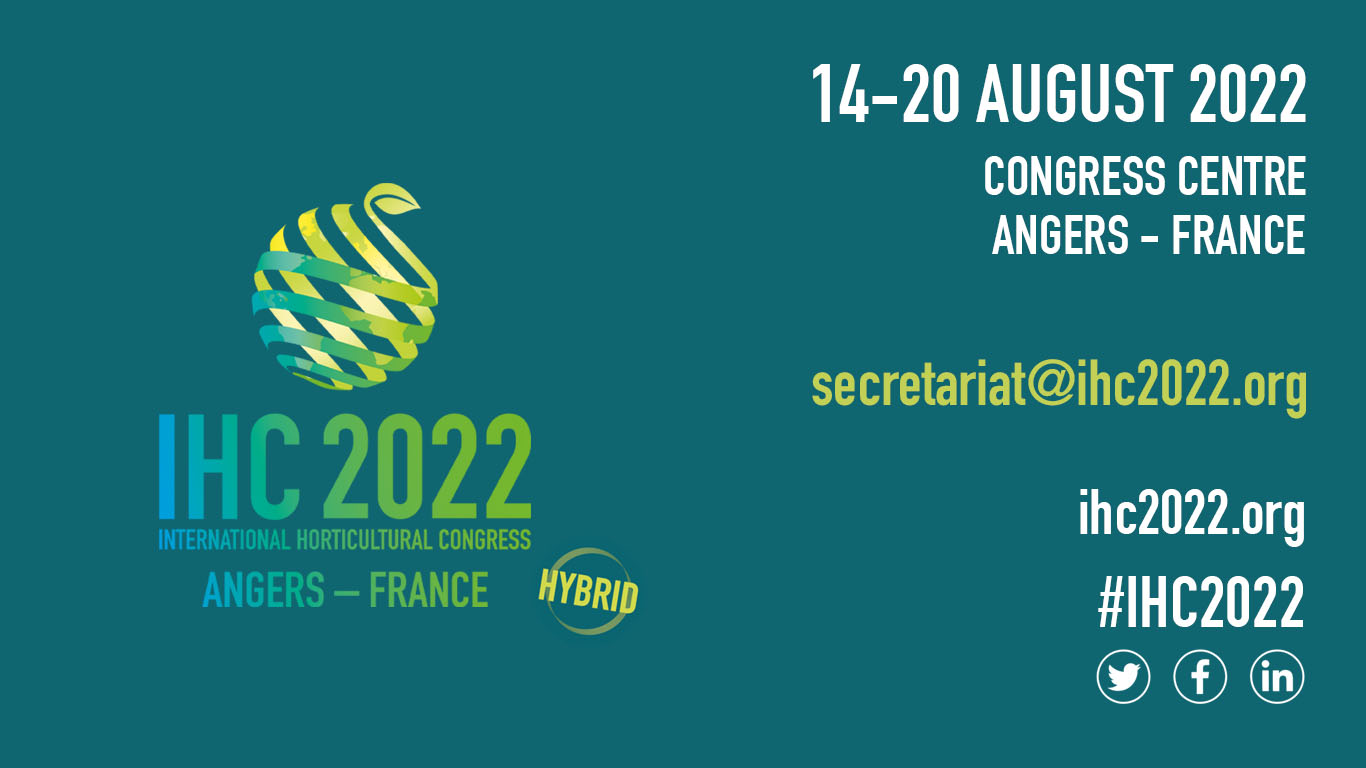 IHC 2022
INTERNATIONAL HORTICULTURAL CONGRESS
ANGERS – FRANCE
HYBRID
14-20 AUGUST 2022
CONGRESS CENTRE
ANGERS - FRANCE
secretariat@ihc2022.org
ihc2022.org
#IHC2022